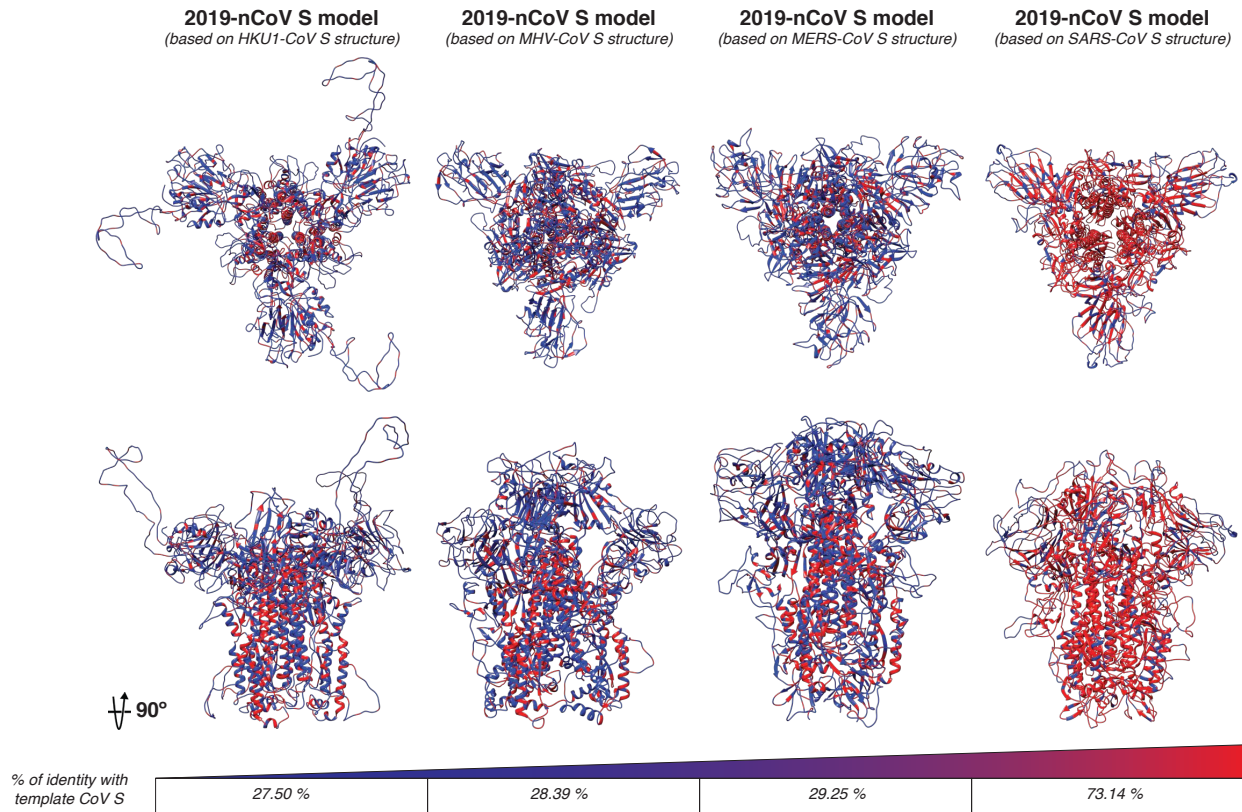 2019-nCoV S model
(based on HKU1-CoV S structure)
2019-nCoV S model
(based on MHV-CoV S structure)
2019-nCoV S model
(based on MERS-CoV S structure)
2019-nCoV S model
(based on SARS-CoV S structure)
90º
% of identity with
template CoV S
27.50 %
28.39 %
29.25 %
73.14 %